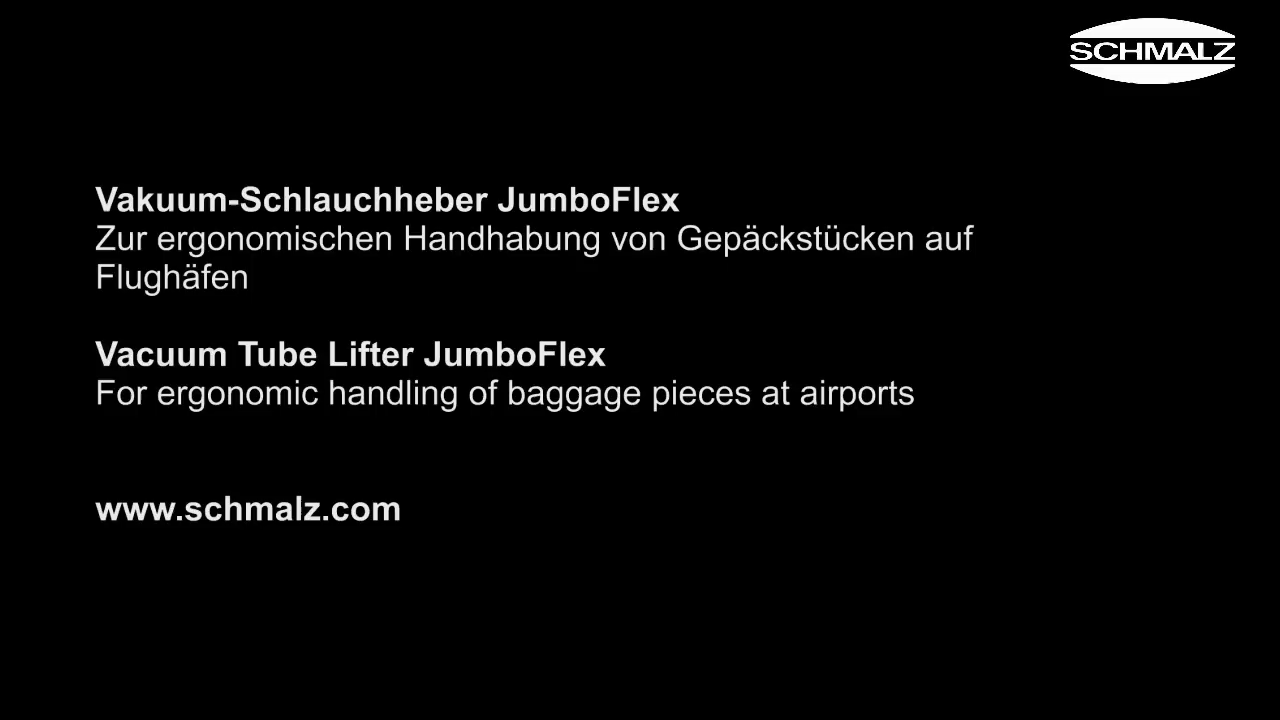 SCHMALZ
Vakuum-Schlauchheber JumboFlex
Zur ergonomischen Handhabung von Gepäckstücken auf
Flughäfen
Vacuum Tube Lifter JumboFlex
For ergonomic handling of baggage pieces at airports
www.schmalz.com